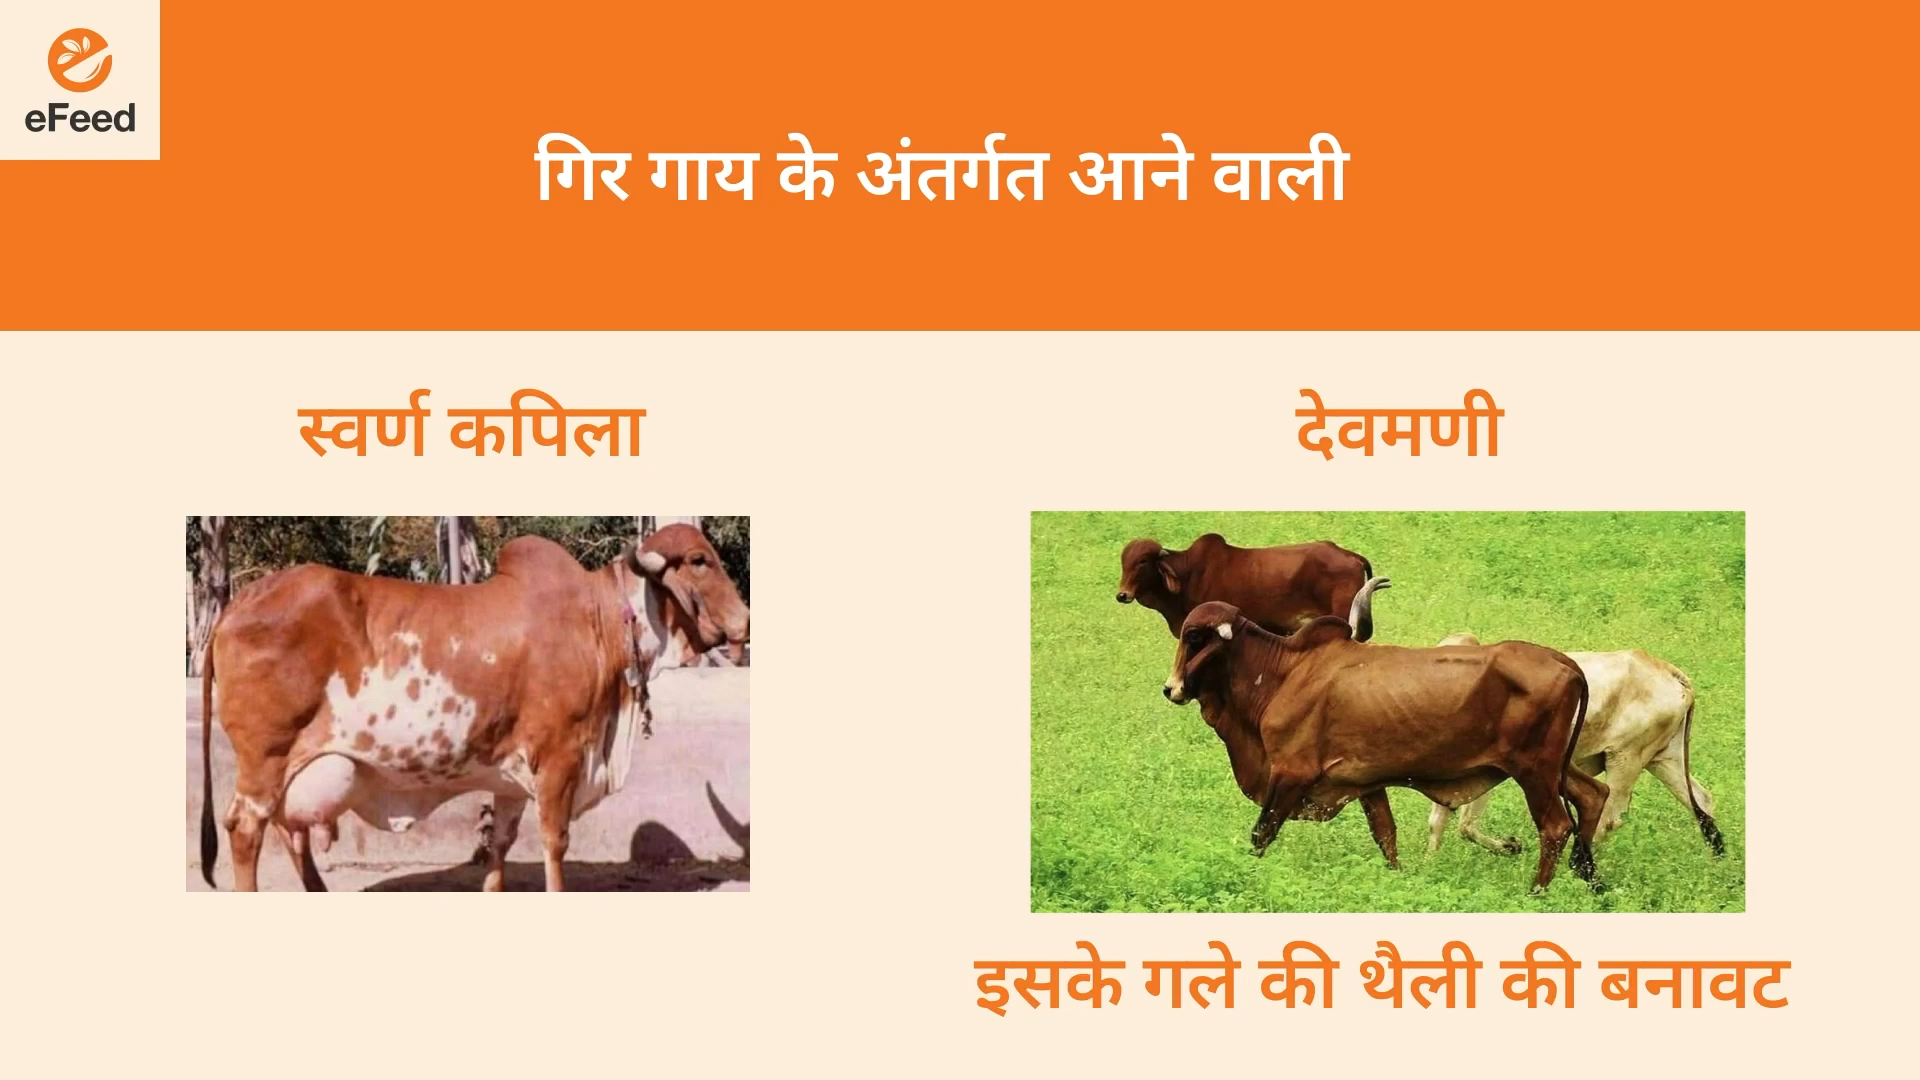 eFeed
गिर गाय के अंतर्गत आने वाली
स्वर्ण कपिला
देवमणी
इसके गले की थैली की बनावट